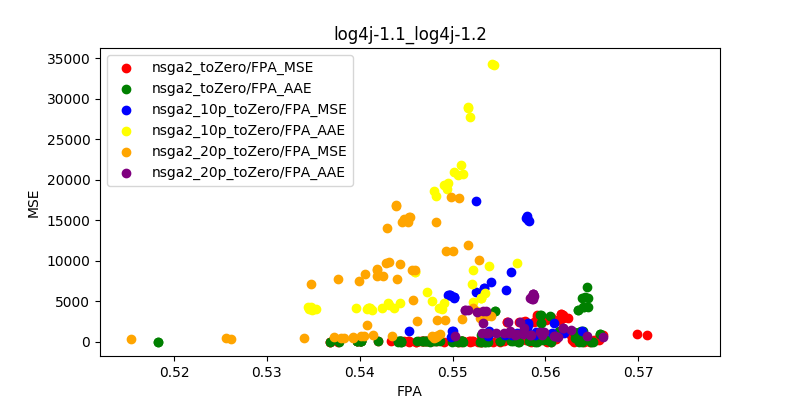 log4j-1.1_log4j-1.2
nsga2_toZero/FPA_MSE
nsga2_toZero/FPA_AAE
nsga2_10p_toZero/FPA_MSE
nsga2_10p_toZero/FPA_AAE
nsga2_20p_toZero/FPA_MSE
nsga2_20p_toZero/FPA_AAE
MSE
35000
30000
25000
20000
15000
10000
5000
0
0.52 0.53 0.54 0.55 0.56 0.57
FPA